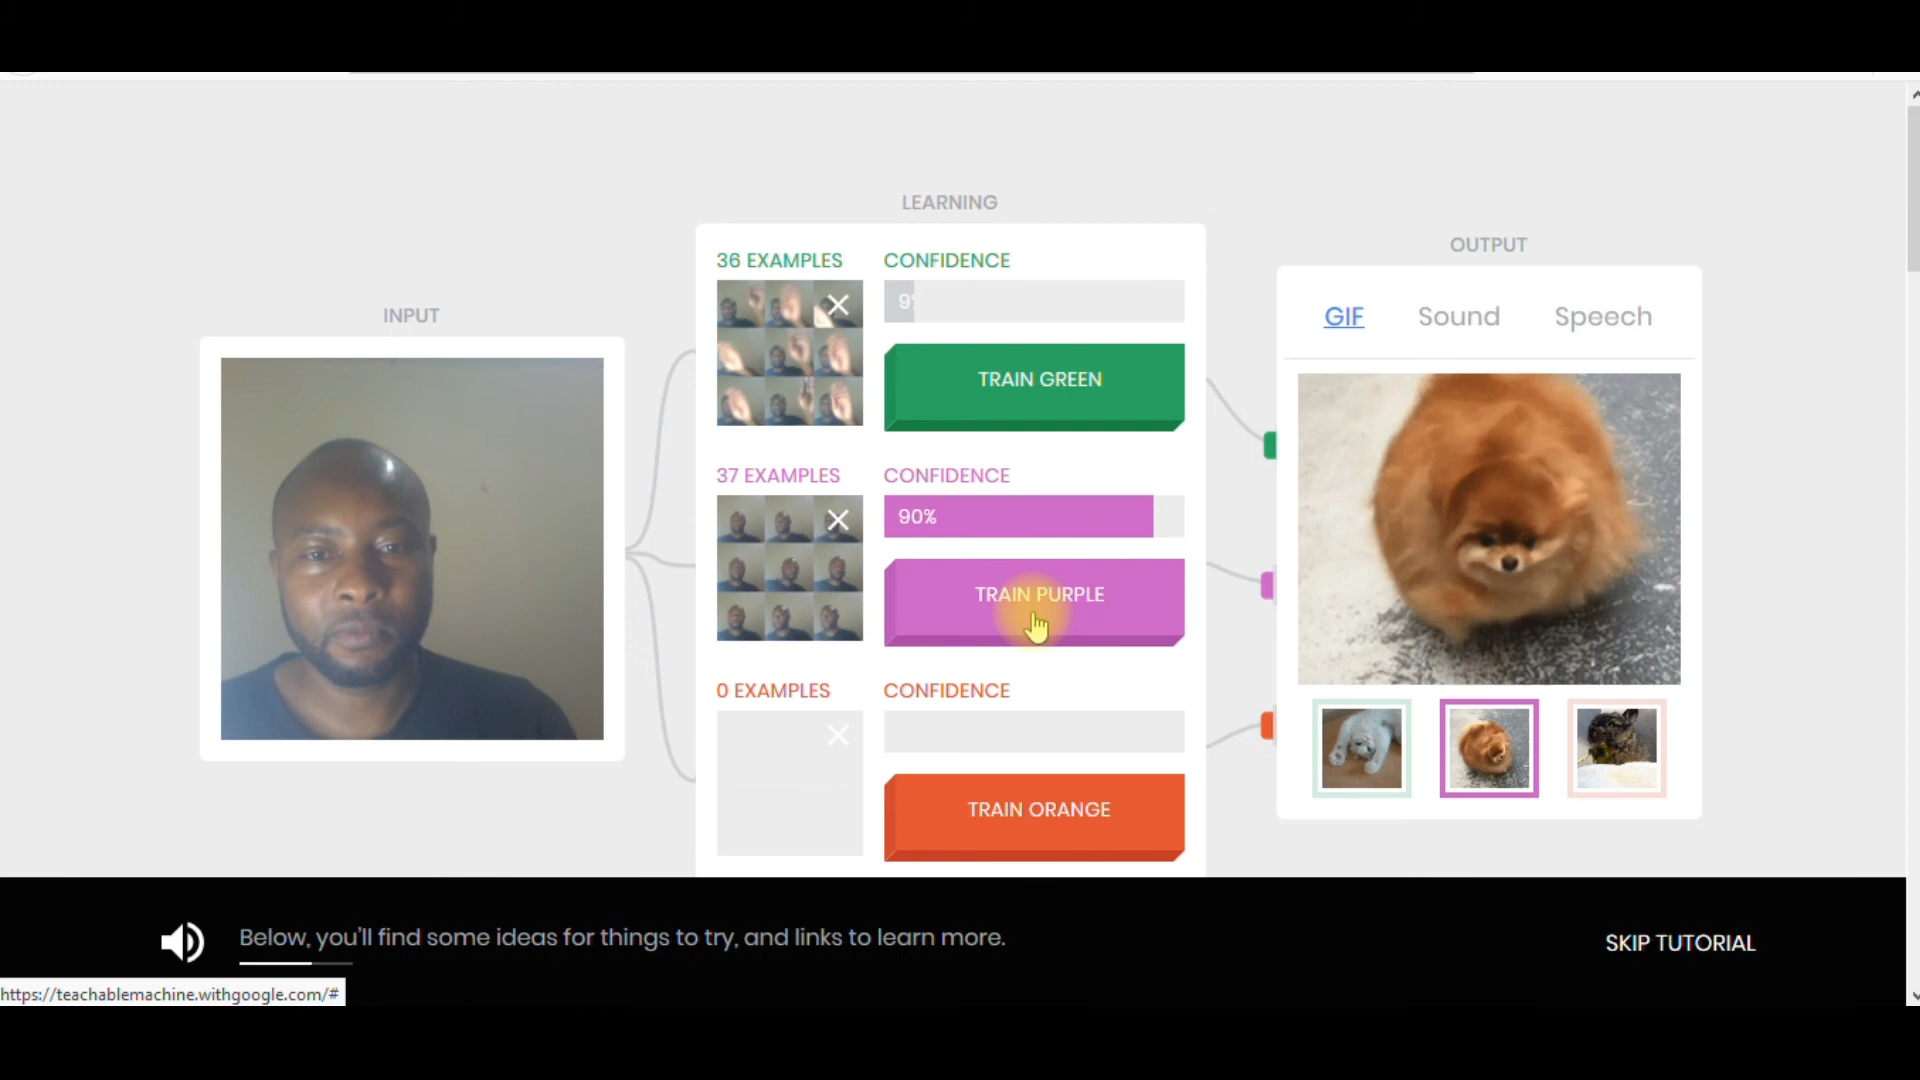 LEARNING
OUTPUT
INPUT
36 EXAMPLES
CONFIDENCE
TRAIN GREEN
37 EXAMPLES
CONFIDENCE
90%
TRAIN PURPLE
0 EXAMPLES
CONFIDENCE
TRAIN ORANGE
GIF
Sound
Speech
Below, you'll find some ideas for things to try, and links to learn more.
SKIP TUTORIAL
https://teachablemachine.withgoogle.com/#